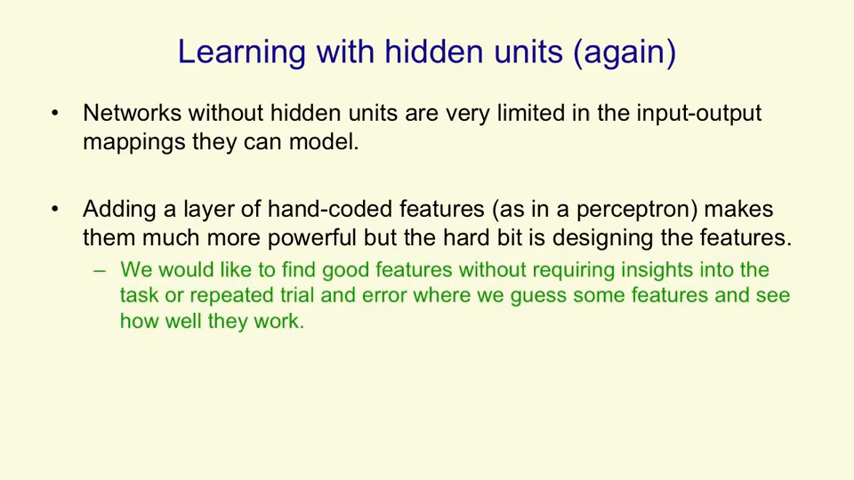 Learning with hidden units (again)
• Networks without hidden units are very limited in the input-output
mappings they can model.
• Adding a layer of hand-coded features (as in a perceptron) makes
them much more powerful but the hard bit is designing the features.
– We would like to find good features without requiring insights into the
task or repeated trial and error where we guess some features and see
how well they work.